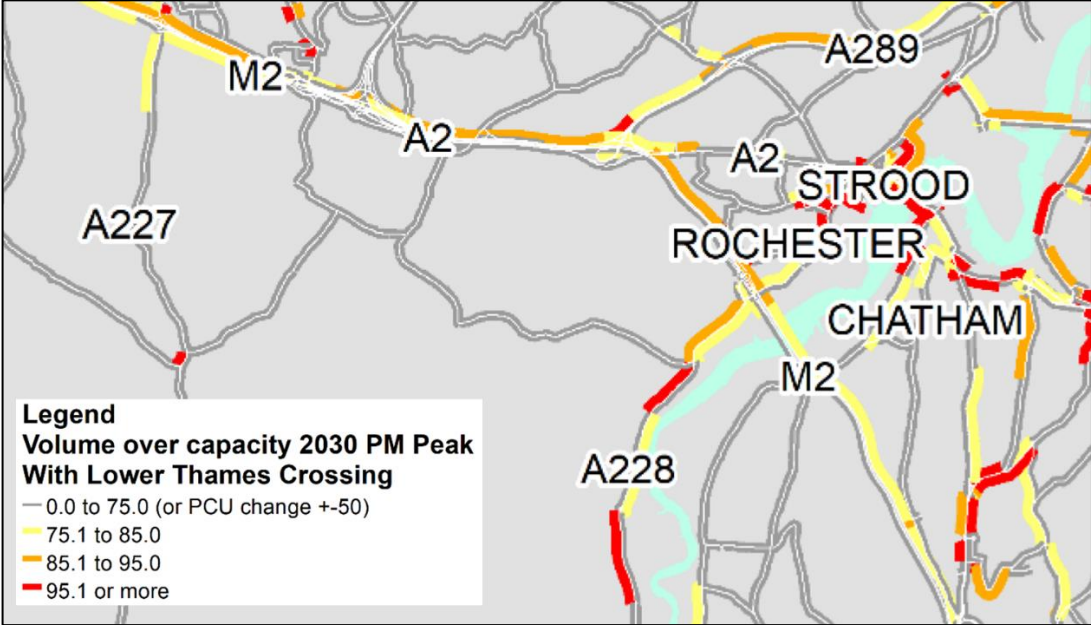 A289
M2
A2
A2
STROOD
A227
ROCHESTER
CHATHAM
M2
A228
Legend
Volume over capacity 2030 PM Peak
With Lower Thames Crossing
0.0 to 75.0 (or PCU change +-50)
75.1 to 85.0
85.1 to 95.0
95.1 or more